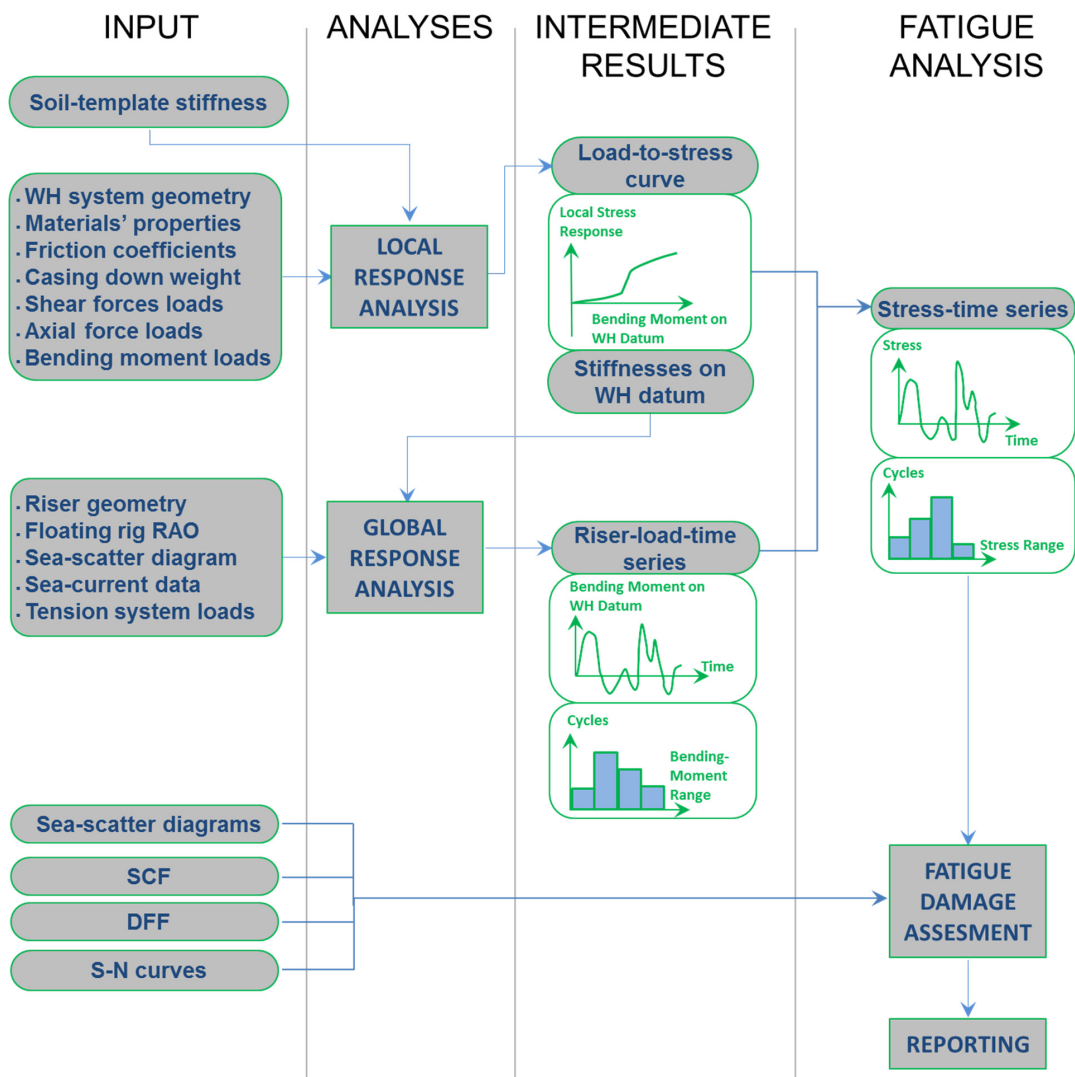 INPUT
ANALYSES
INTERMEDIATE
RESULTS
FATIGUE
ANALYSIS
Soil-template stiffness
. WH system geometry
. Materials' properties
. Friction coefficients
. Casing down weight
. Shear forces loads
. Axial force loads
. Bending moment loads
LOCAL
RESPONSE
ANALYSIS
Load-to-stress
curve
Local Stress
Response
Bending Moment on
WH Datum
Stiffnesses on
WH datum
Stress-time series
Stress
Time
Cycles
Stress Range
. Riser geometry
. Floating rig RAO
. Sea-scatter diagram
. Sea-current data
. Tension system loads
GLOBAL
RESPONSE
ANALYSIS
Riser-load-time
series
Bending Moment on
WH Datum
Time
Cycles
Bending-
Moment
Range
Sea-scatter diagrams
SCF
DFF
S-N curves
FATIGUE
DAMAGE
ASSESMENT
REPORTING